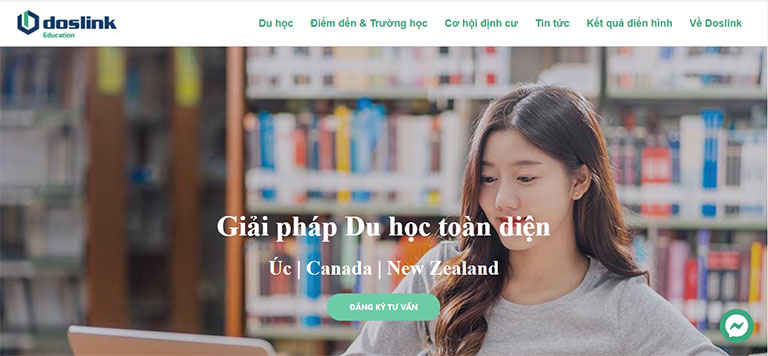 doslink
Education
Du học Điểm đến & Trường học Cơ hội định cư Tin tức Kết quả điển hình Về Doslink
Giải pháp Du học toàn diện
Úc | Canada | New Zealand
ĐĂNG KÝ TƯ VẤN